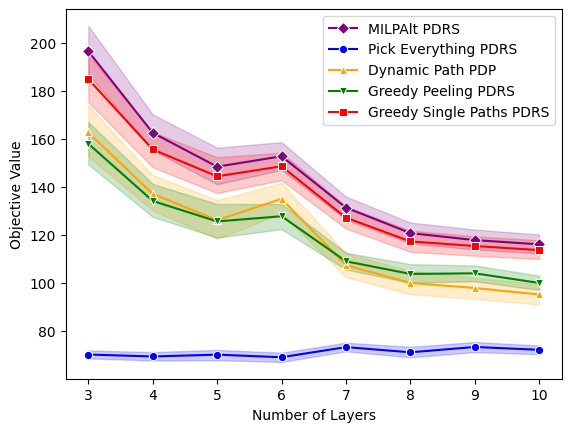 MILPAlt PDRS
Pick Everything PDRS
Dynamic Path PDP
Greedy Peeling PDRS
Greedy Single Paths PDRS
Objective Value
200
180
160
140
120
100
80
3 4 5 6 7 8 9 10
Number of Layers